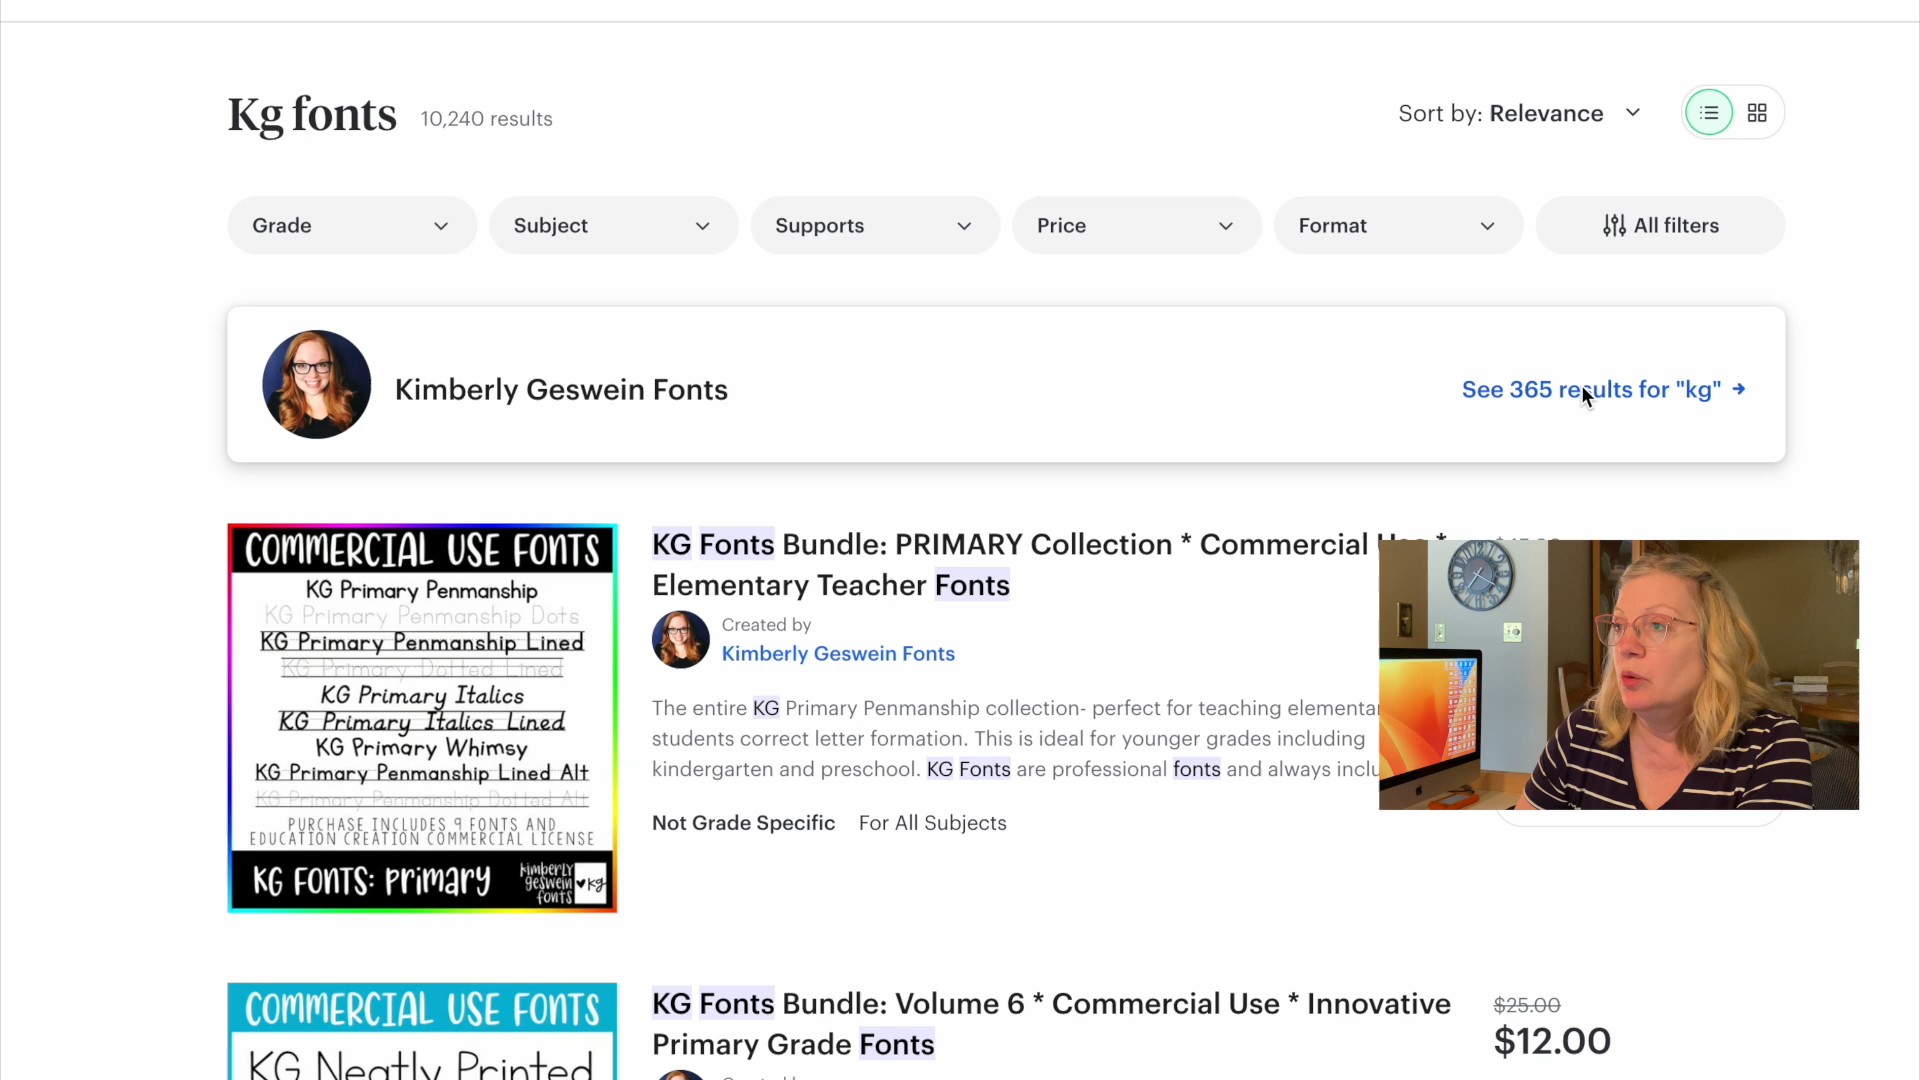 Kg fonts
10,240 results
Sort by: Relevance
Grade
Subject
Supports
Price
Format
All filters
Kimberly Geswein Fonts
See 365 results for "kg"
COMMERCIAL USE FONTS
KG Primary Penmanship
KG Primary Penmanship Dots
KG Primary Penmanship Lined
KG Primary Dotted Lined
KG Primary Italics
KG Primary Italics Lined
KG Primary Whimsy
KG Primary Penmanship Lined Alt
KG Primary Penmanship Dotted Alt
PURCHASE INCLUDES 9 FONTS AND
EDUCATION CREATION COMMERCIAL LICENSE
KG FONTS: primary
kimberly
geswein
fonts
kg
KG Fonts Bundle: PRIMARY Collection * Commercial Use *
Elementary Teacher Fonts
Created by
Kimberly Geswein Fonts
The entire KG Primary Penmanship collection- perfect for teaching elementa
students correct letter formation. This is ideal for younger grades including
kindergarten and preschool. KG Fonts are professional fonts and always inclu
Not Grade Specific For All Subjects
COMMERCIAL USE FONTS
KG Neatly Printed
KG Fonts Bundle: Volume 6 * Commercial Use * Innovative
Primary Grade Fonts
$25.00
$12.00